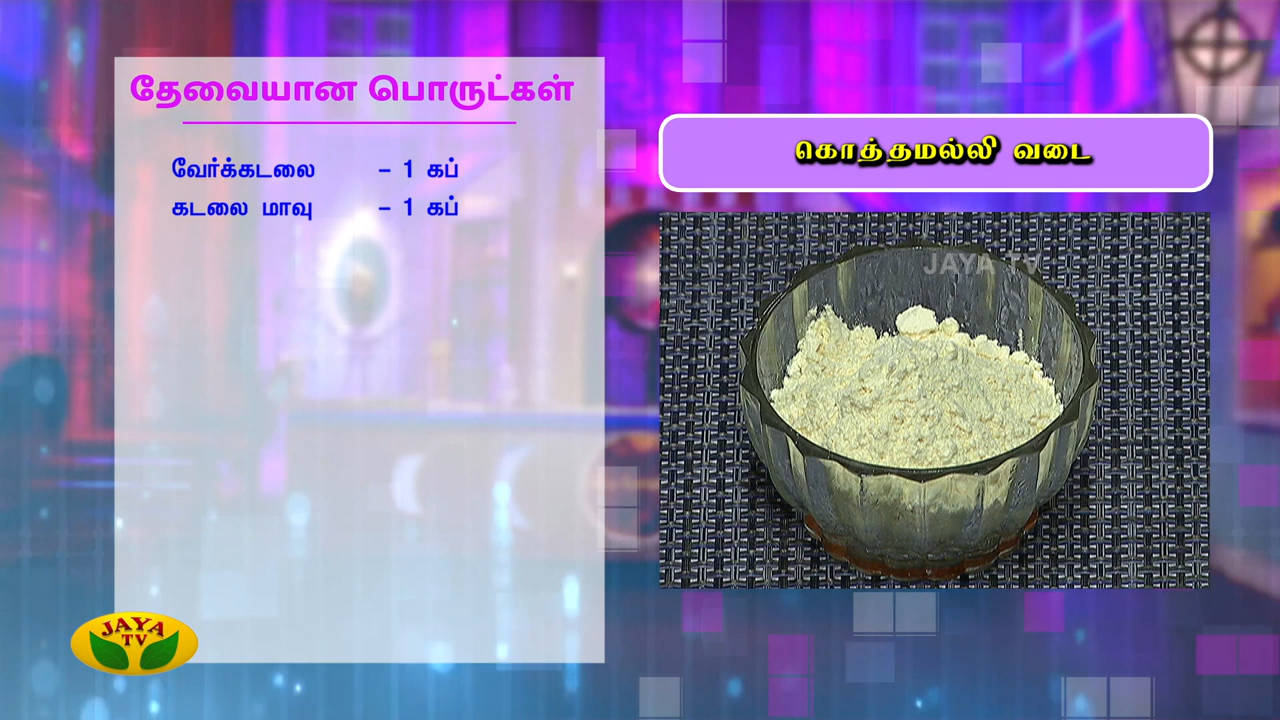 தேவையான பொருட்கள்
வேர்க்கடலை - 1 கப்
கடலை மாவு - 1 கப்
கொத்தமல்லி வடை
JAYA TV
JAYA
TV